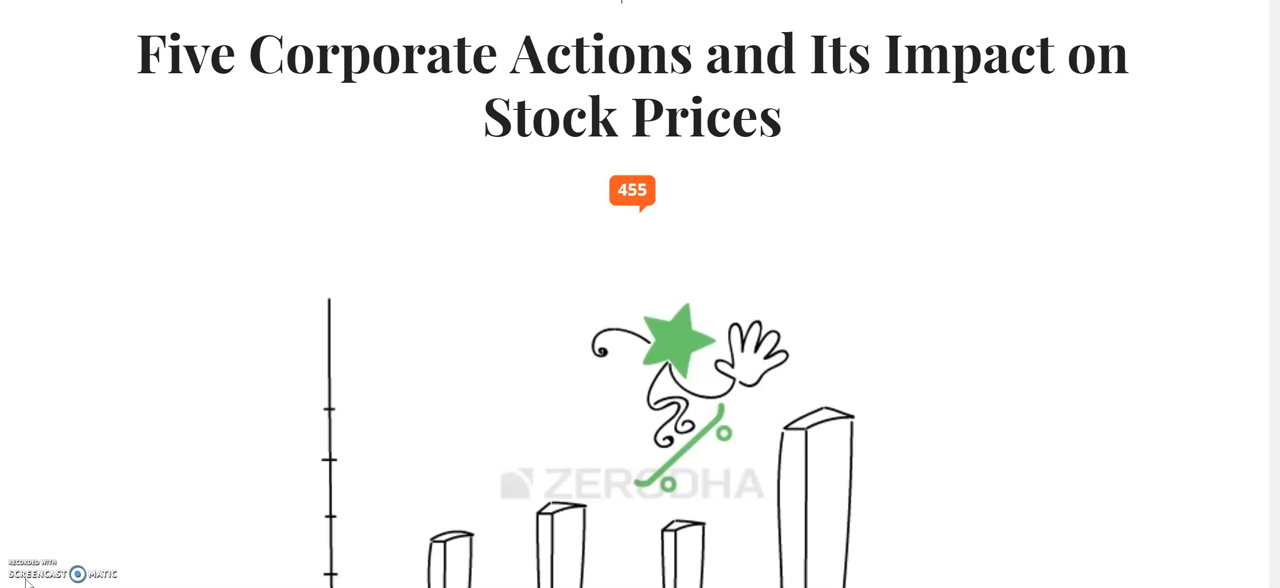 Five Corporate Actions and Its Impact on
Stock Prices
455
ZERODHA
RECORDED WITH
SCREENCAST MATIC